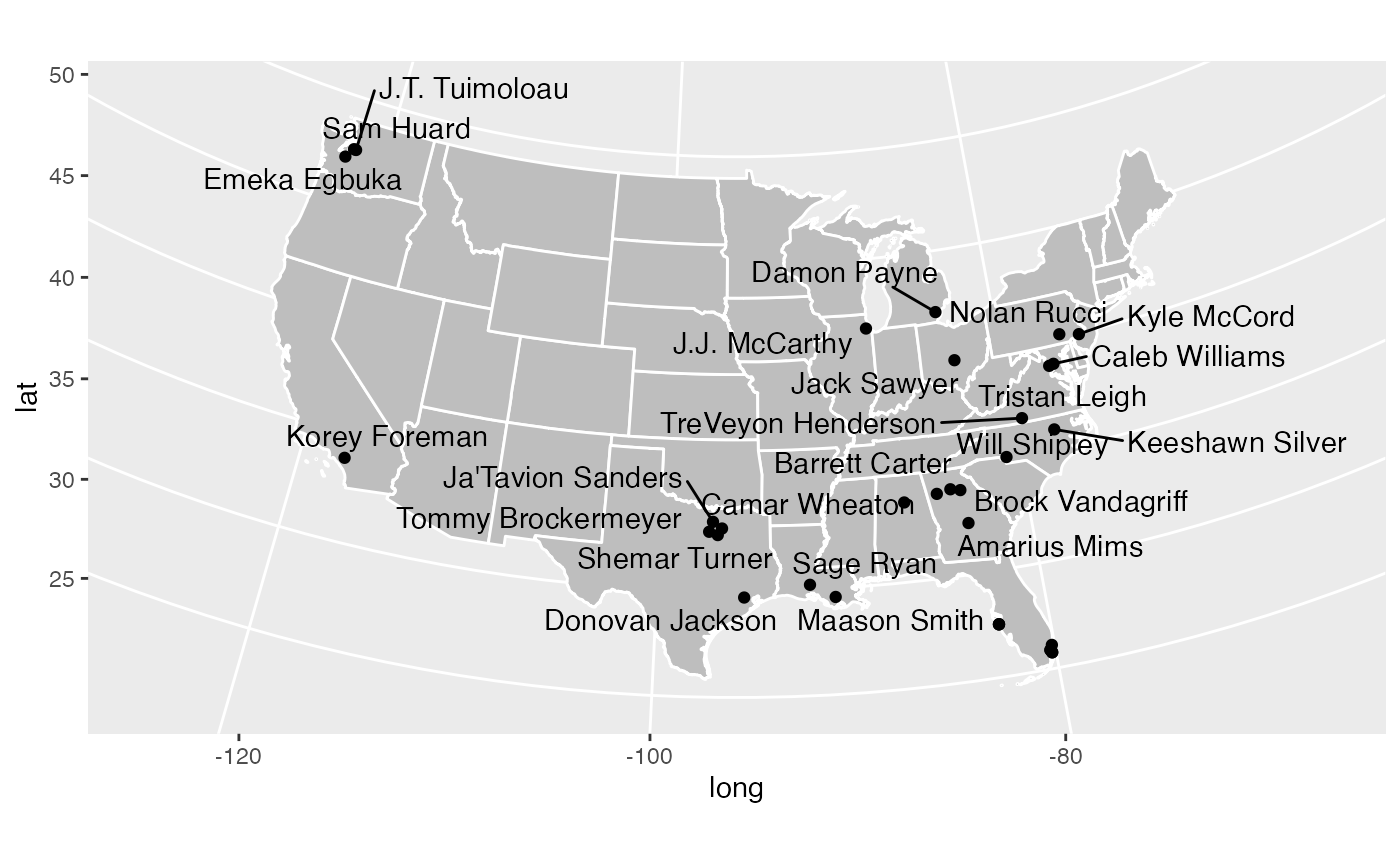 50
J.T. Tuimoloau
Sam Huard
45
Emeka Egbuka
40
Damon Payne
Nolan Rucci
Kyle McCord
J.J. McCarthy
Caleb Williams
35
Jack Sawyer
Tristan Leigh
TreVeyon Henderson
Korey Foreman
Will Shipley
Keeshawn Silver
Barrett Carter
30
Ja'Tavion Sanders
Camar Wheaton
Brock Vandagriff
Tommy Brockermeyer
Amarius Mims
Shemar Turner
Sage Ryan
25
Donovan Jackson
Maason Smith
lat
-120
-100
-80
long